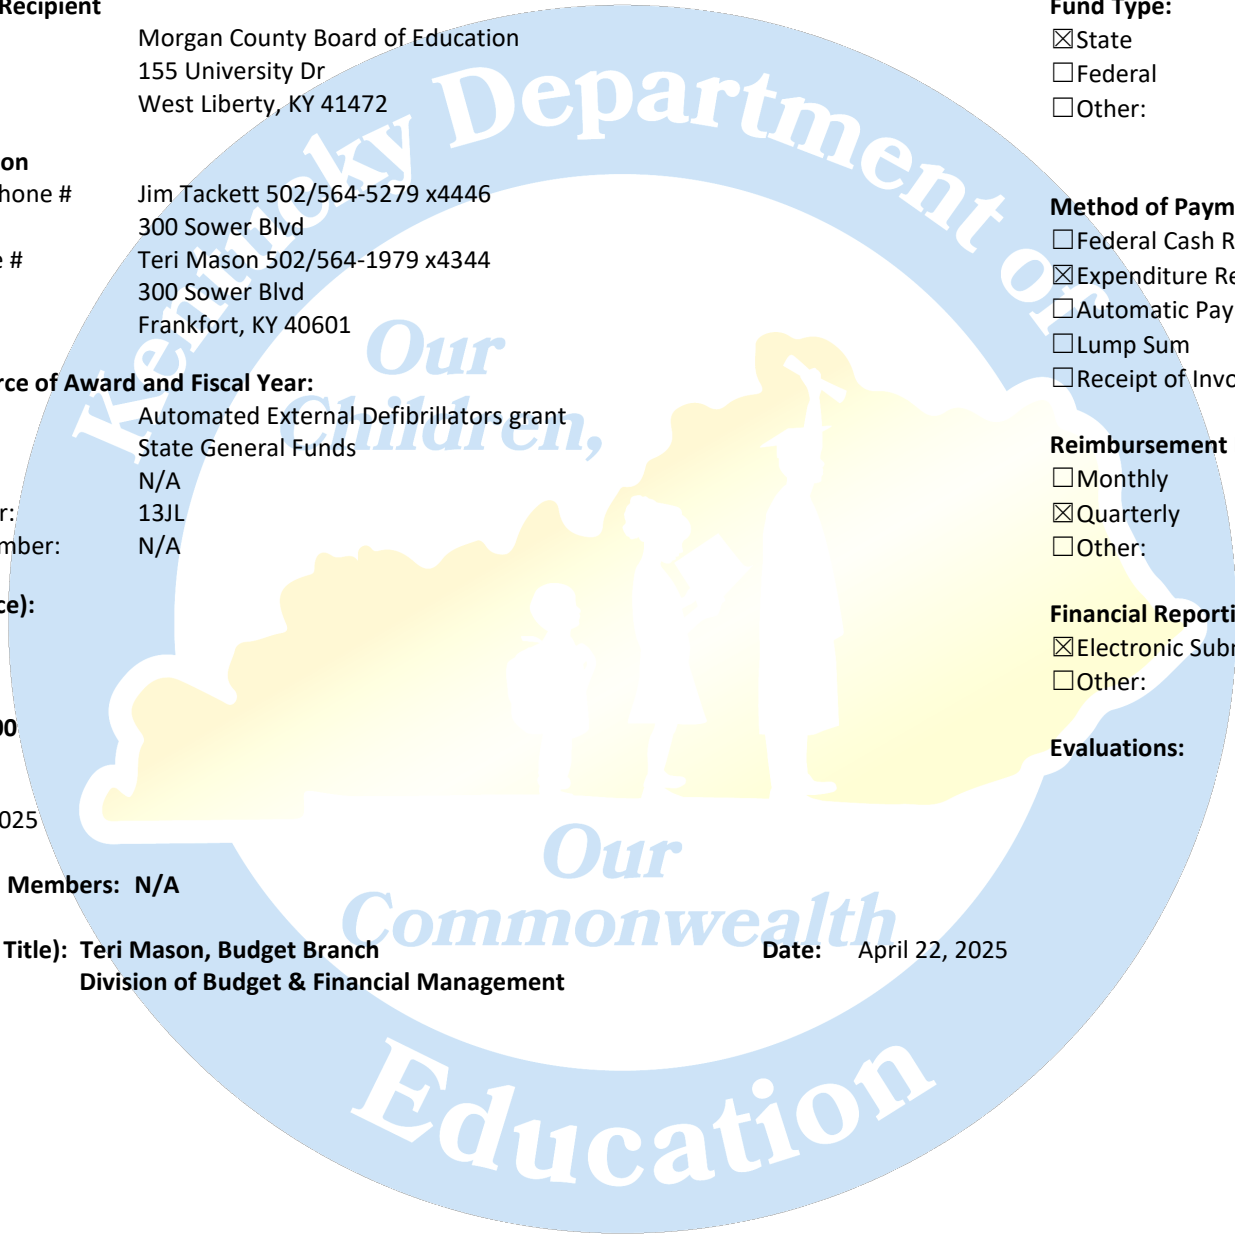 Recipient
Morgan County Board of Education
155 University Dr
West Liberty, KY 41472
on
hone # Jim Tackett 502/564-5279 x4446
300 Sower Blvd
e # Teri Mason 502/564-1979 x4344
300 Sower Blvd
Frankfort, KY 40601
rce of Award and Fiscal Year:
Automated External Defibrillators grant
State General Funds
N/A
r: 13JL
mber: N/A
ce):
00
025
Members: N/A
Title): Teri Mason, Budget Branch Date: April 22, 2025
Division of Budget & Financial Management
Fund Type:
☒State
☐Federal
☐Other:
Method of Paym
☐Federal Cash R
☒Expenditure Re
☐Automatic Pay
☐Lump Sum
☐Receipt of Invo
Reimbursement
☐Monthly
☒Quarterly
☐Other:
Financial Reporti
☒Electronic Subm
☐Other:
Evaluations:
Kentucky Department of
Our
Children,
Our
Commonwealth
Education